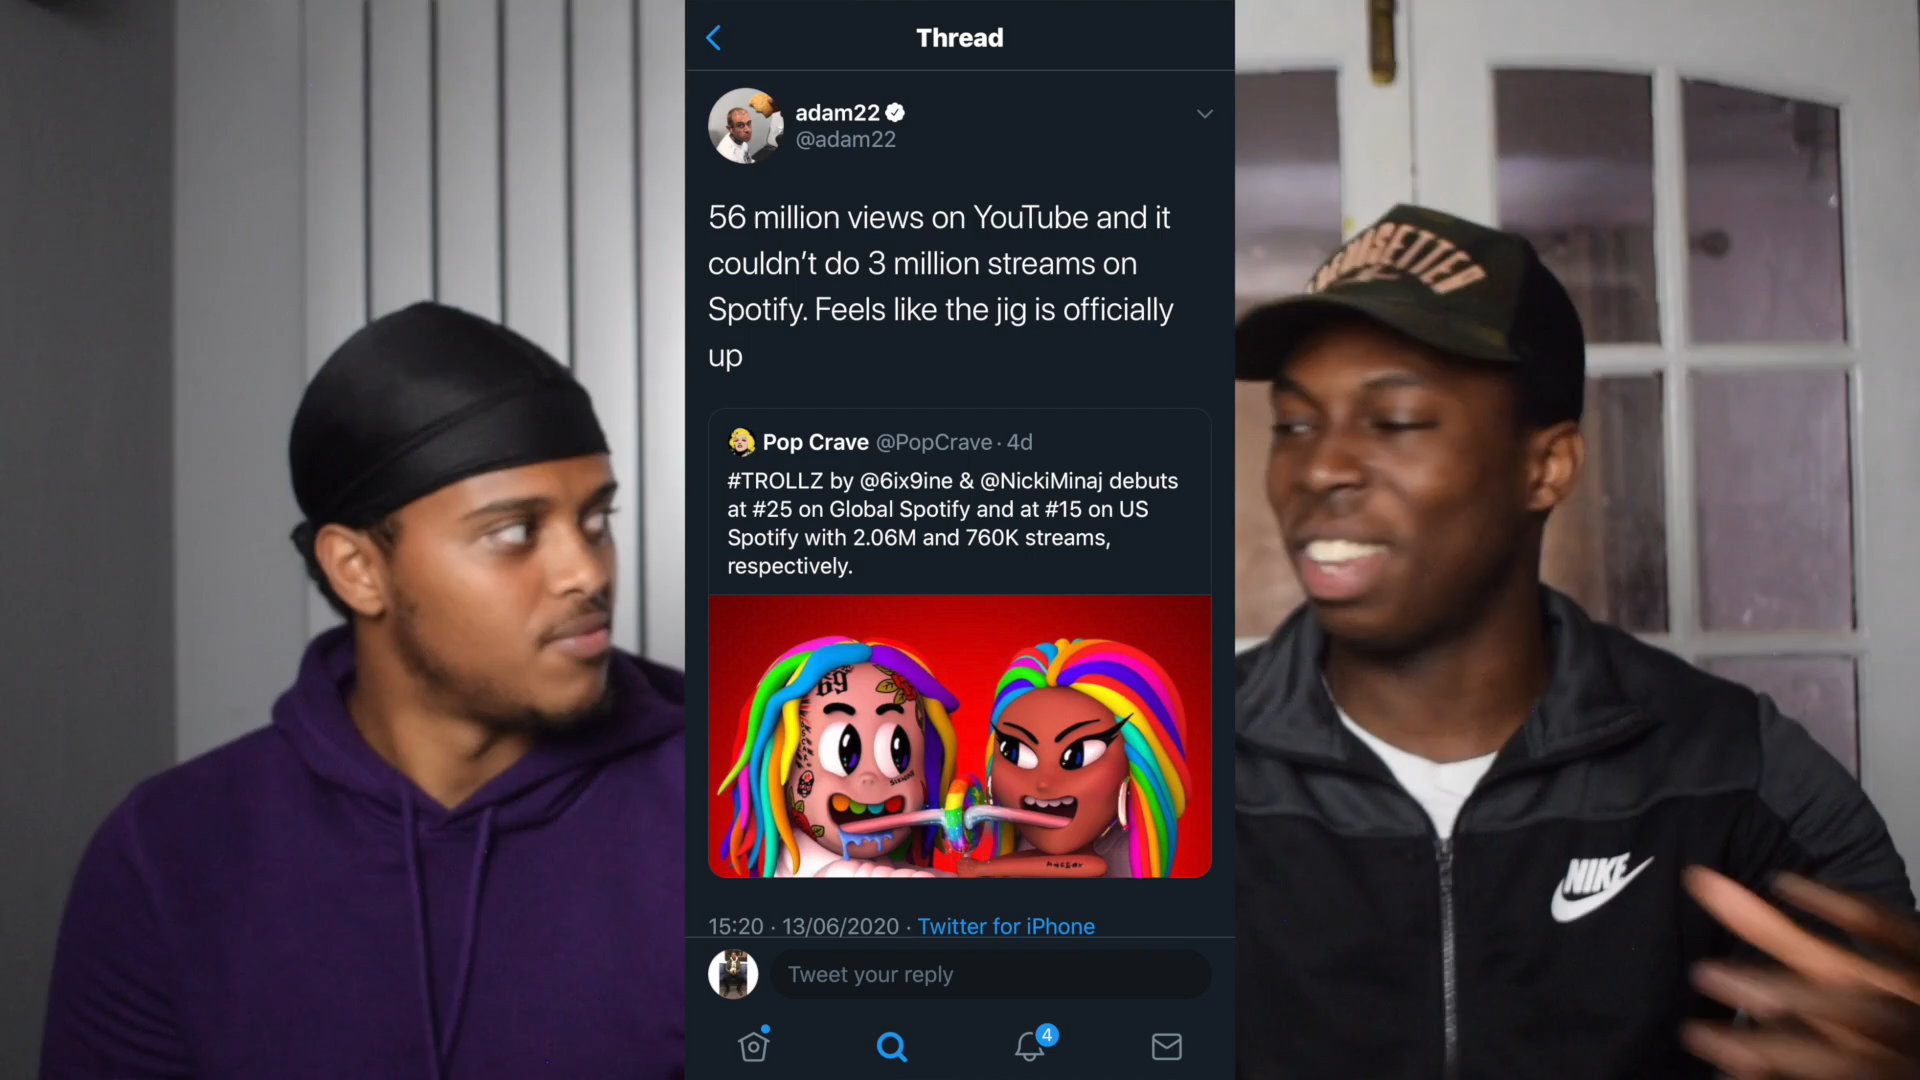 Thread
adam22
@adam22
56 million views on YouTube and it
couldn't do 3 million streams on
Spotify. Feels like the jig is officially
up
Pop Crave @PopCrave · 4d
#TROLLZ by @6ix9ine & @NickiMinaj debuts
at #25 on Global Spotify and at #15 on US
Spotify with 2.06M and 760K streams,
respectively.
69
15:20 · 13/06/2020 · Twitter for iPhone
Tweet your reply
4
NIKE